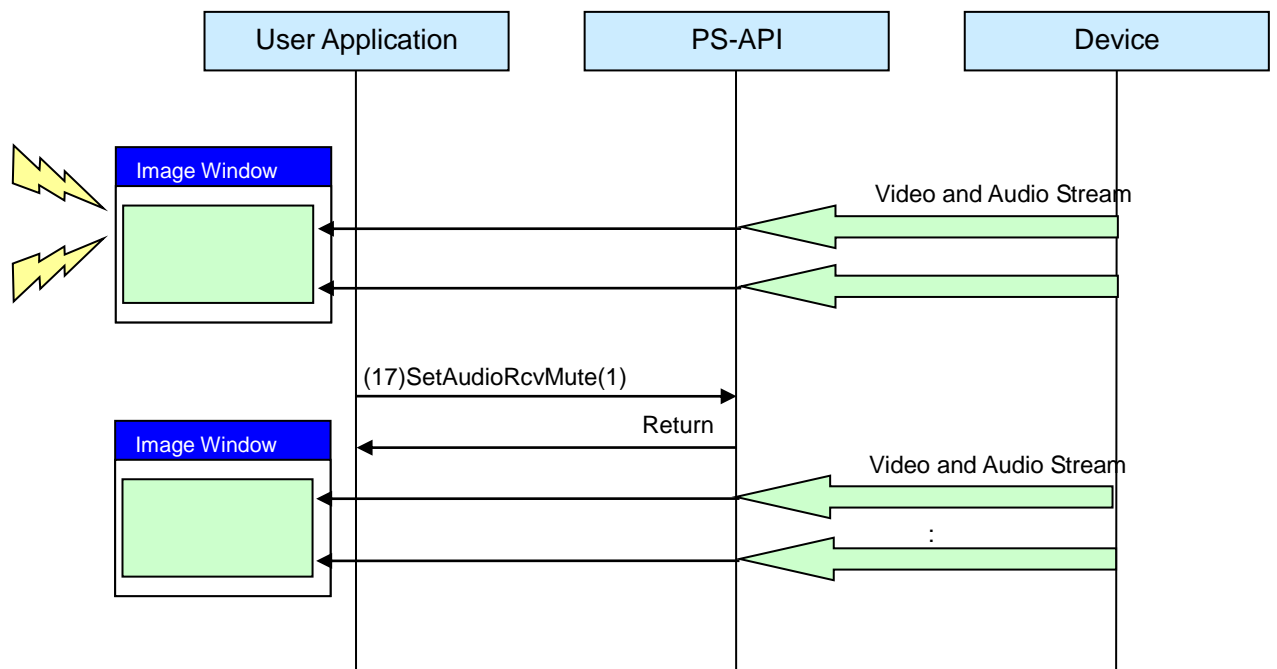 User Application
PS-API
Device
Image Window
Video and Audio Stream
(17)SetAudioRcvMute(1)
Return
Image Window
Video and Audio Stream
: